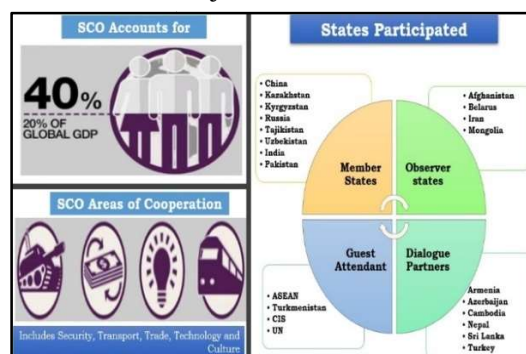 SCO Accounts for
40%
20% OF
GLOBAL GDP
SCO Areas of Cooperation
Includes Security, Transport, Trade, Technology and
Culture
States Participated
• China
• Kazakhstan
• Kyrgyzstan
• Russia
• Tajikistan
• Uzbekistan
• India
• Pakistan
• Afghanistan
• Belarus
• Iran
• Mongolia
Member
States
Observer
states
Guest
Attendant
Dialogue
Partners
• ASEAN
• Turkmenistan
• CIS
• UN
Armenia
• Azerbaijan
• Cambodia
• Nepal
• Sri Lanka
• Turkey